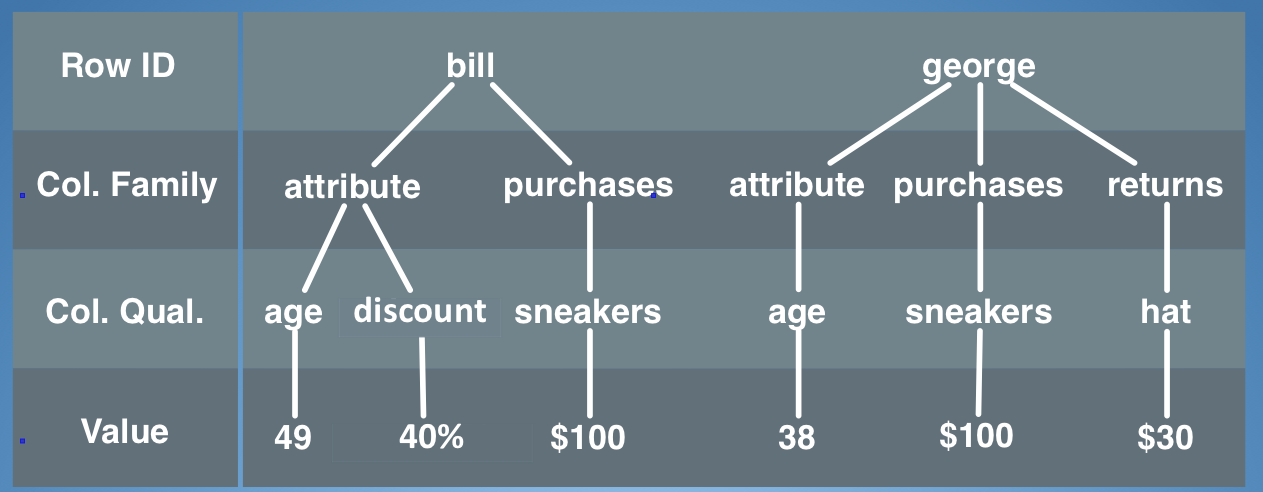 Row ID bill george
Col. Family attribute purchases attribute purchases returns
Col. Qual. age discount sneakers age sneakers hat
Value 49 40% $100 38 $100 $30